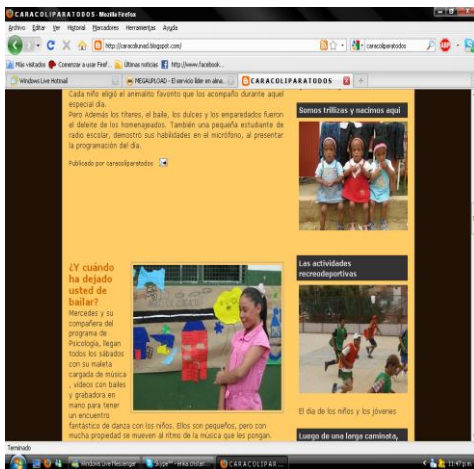 CARACOLIPARATODOS - Mozilla Firefox
Archivo Editar Ver Historial Marcadores Herramientas Ayuda
http://caracolunad.blogspot.com/
caracoliparatodos
Más visitados Comenzar a usar Firef... Últimas noticias http://www.facebook...
Windows Live Hotmail
MEGAUPLOAD - El servicio líder en alma...
CARACOLIPARATODOS
Cada niño eligió el animalito favorito que los acompaño durante aquel
especial día.
Pero Además los títeres, el baile, los dulces y los emparedados fueron
el deleite de los homenajeados. También una pequeña estudiante de
radio escolar, demostró sus habilidades en el micrófono, al presentar
la programación del día.
Publicado por caracoliparatodos
¿Y cuándo
ha dejado
usted de
bailar?
Mercedes y su
compañera del
programa de
Psicología, llegan
todos los sábados
con su maleta
cargada de música
, videos con bailes
y grabadora en
mano para tener
un encuentro
fantástico de danza con los niños. Ellos son pequeños, pero con
mucha propiedad se mueven al ritmo de la música que les pongan.
Somos trillizas y nacimos aqui
Las actividades
recreodeportivas
El dia de los niños y los jóvenes
Luego de una larga caminata,
Terminado
Windows Live Messenger
Skype™ - erika
CARACOLIPAR...
11:47 p.m.